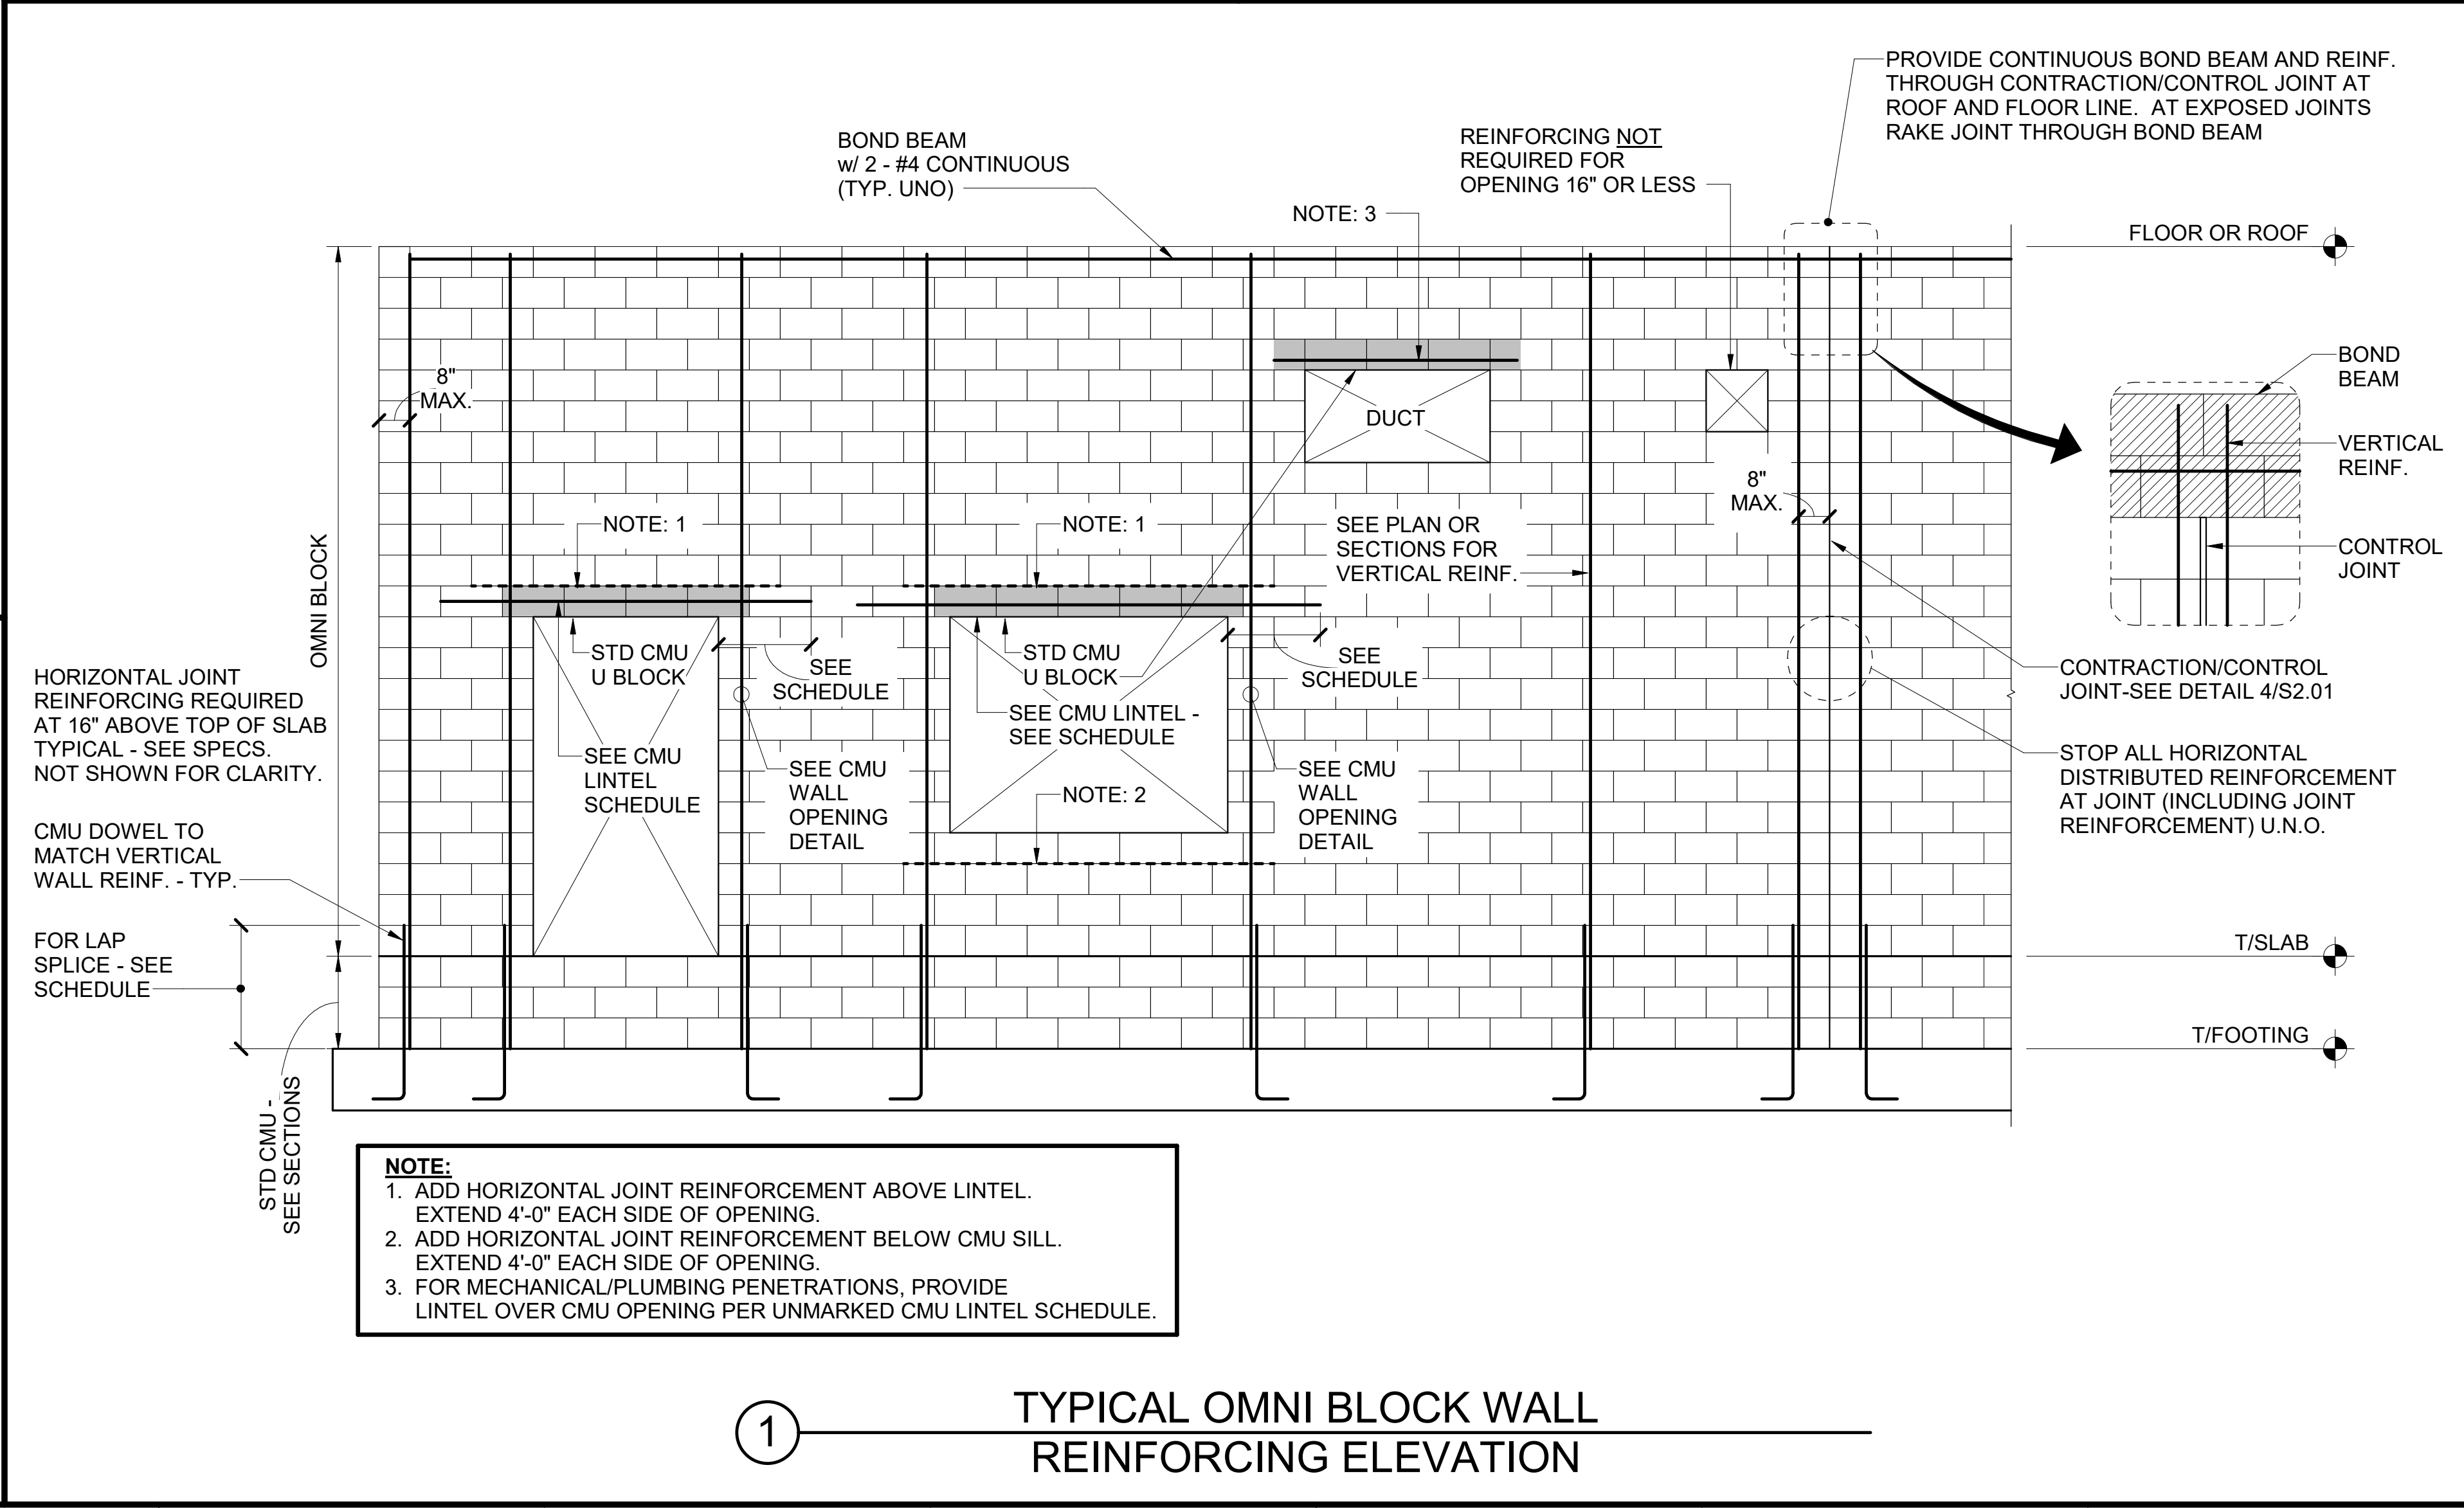 PROVIDE CONTINUOUS BOND BEAM AND REINF.
THROUGH CONTRACTION/CONTROL JOINT AT
ROOF AND FLOOR LINE. AT EXPOSED JOINTS
RAKE JOINT THROUGH BOND BEAM
BOND BEAM
w/ 2 - #4 CONTINUOUS
(TYP. UNO)
REINFORCING NOT
REQUIRED FOR
OPENING 16" OR LESS
NOTE: 3
FLOOR OR ROOF
8"
MAX.
DUCT
BOND
BEAM
VERTICAL
REINF.
CONTROL
JOINT
8"
MAX.
NOTE: 1
NOTE: 1
SEE PLAN OR
SECTIONS FOR
VERTICAL REINF.
OMNI BLOCK
STD CMU
U BLOCK
SEE
SCHEDULE
STD CMU
U BLOCK
SEE
SCHEDULE
SEE CMU LINTEL -
SEE SCHEDULE
CONTRACTION/CONTROL
JOINT-SEE DETAIL 4/S2.01
HORIZONTAL JOINT
REINFORCING REQUIRED
AT 16" ABOVE TOP OF SLAB
TYPICAL - SEE SPECS.
NOT SHOWN FOR CLARITY.
SEE CMU
LINTEL
SCHEDULE
SEE CMU
WALL
OPENING
DETAIL
NOTE: 2
SEE CMU
WALL
OPENING
DETAIL
STOP ALL HORIZONTAL
DISTRIBUTED REINFORCEMENT
AT JOINT (INCLUDING JOINT
REINFORCEMENT) U.N.O.
CMU DOWEL TO
MATCH VERTICAL
WALL REINF. - TYP.
FOR LAP
SPLICE - SEE
SCHEDULE
T/SLAB
T/FOOTING
STD CMU -
SEE SECTIONS
NOTE:
1. ADD HORIZONTAL JOINT REINFORCEMENT ABOVE LINTEL.
EXTEND 4'-0" EACH SIDE OF OPENING.
2. ADD HORIZONTAL JOINT REINFORCEMENT BELOW CMU SILL.
EXTEND 4'-0" EACH SIDE OF OPENING.
3. FOR MECHANICAL/PLUMBING PENETRATIONS, PROVIDE
LINTEL OVER CMU OPENING PER UNMARKED CMU LINTEL SCHEDULE.
1
TYPICAL OMNI BLOCK WALL
REINFORCING ELEVATION